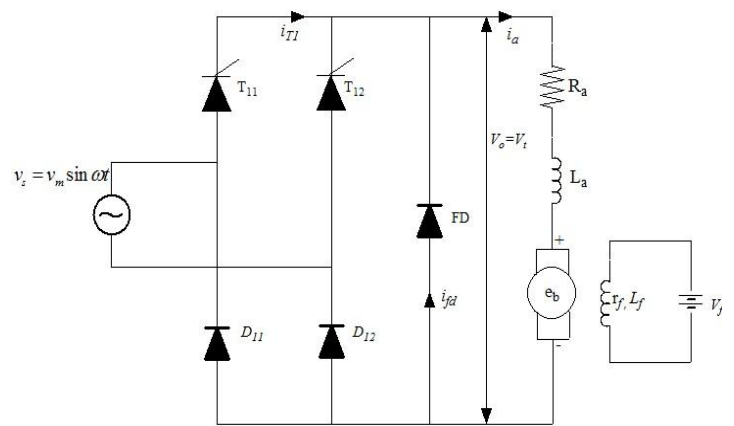 i_T1
i_a
T_11
T_12
R_a
V_o=V_t
v_s = v_m sin ωt
L_a
FD
+
e_b
r_f, L_f
V_f
i_fd
D_11
D_12
-